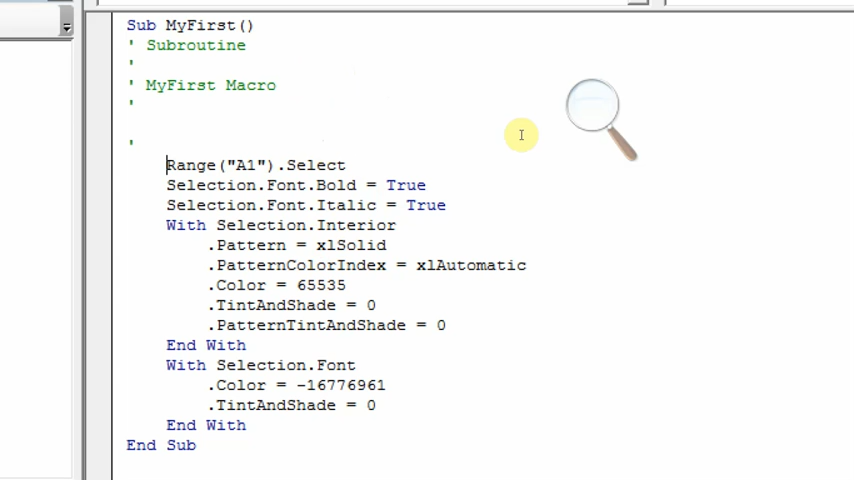 Sub MyFirst()
' Subroutine
'
' MyFirst Macro
'
'
    Range("A1").Select
    Selection.Font.Bold = True
    Selection.Font.Italic = True
    With Selection.Interior
        .Pattern = xlSolid
        .PatternColorIndex = xlAutomatic
        .Color = 65535
        .TintAndShade = 0
        .PatternTintAndShade = 0
    End With
    With Selection.Font
        .Color = -16776961
        .TintAndShade = 0
    End With
End Sub